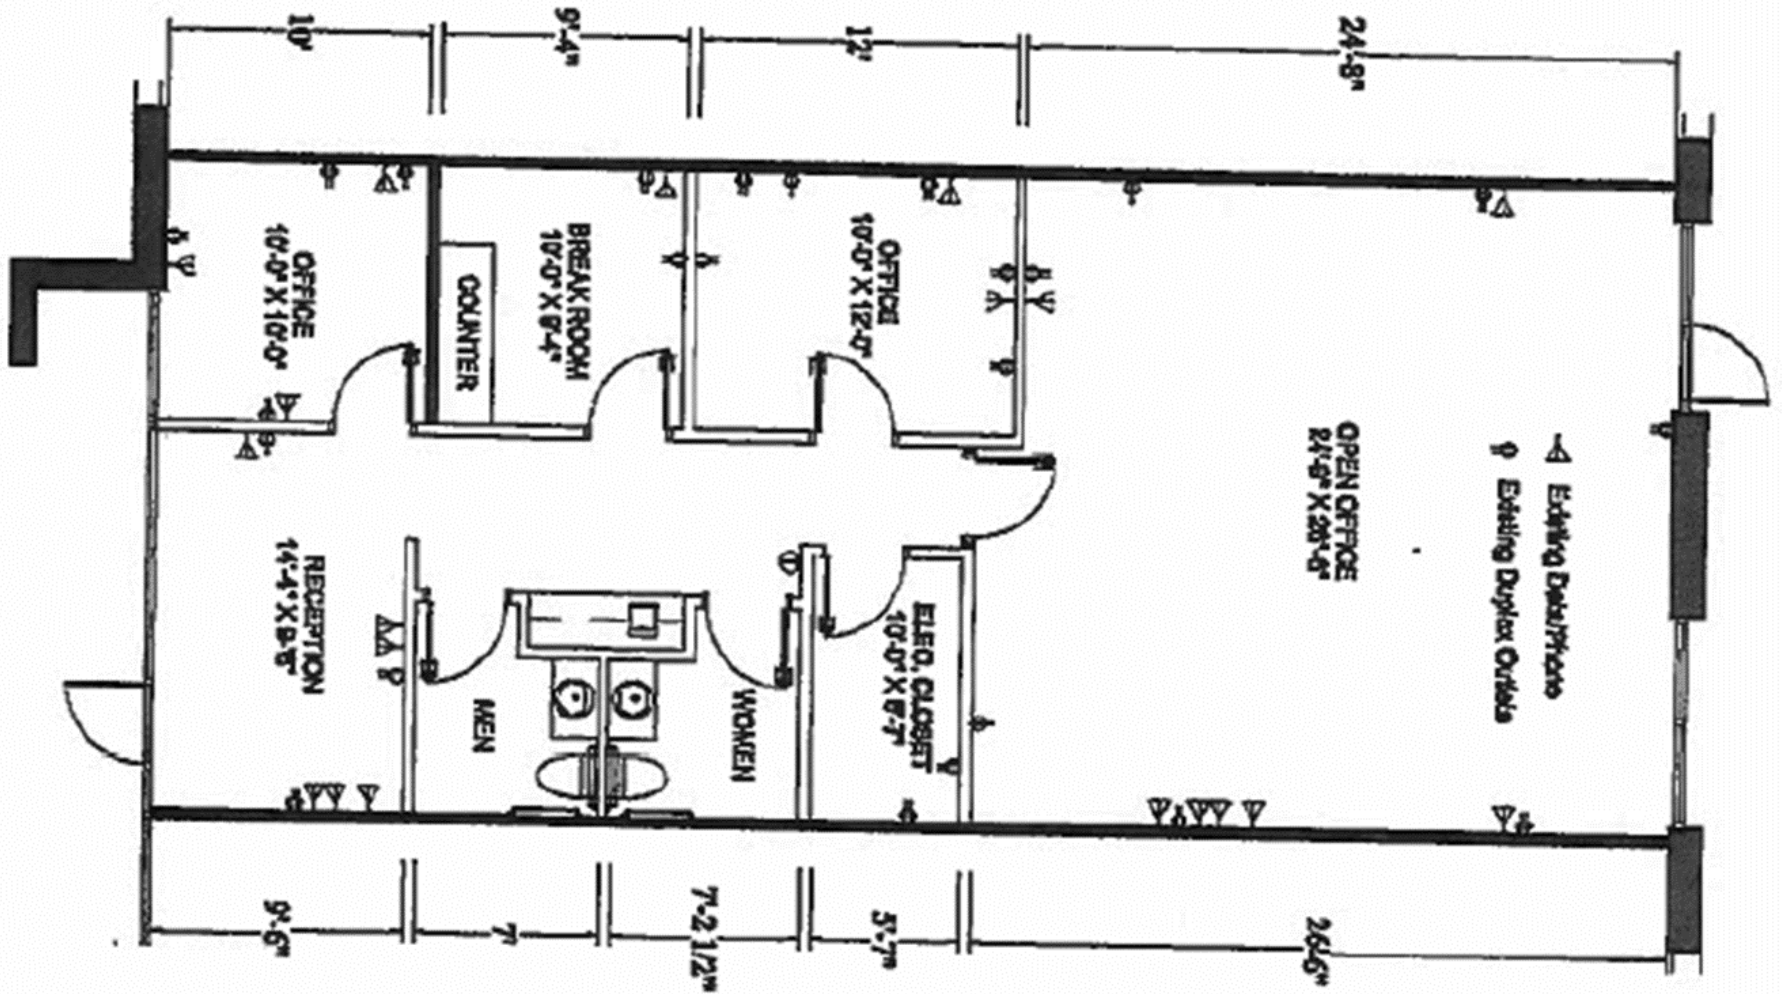 10'
9'-4"
12'
24'-8"
OFFICE
10'-0" X 10'-0"
BREAK ROOM
10'-0" X 9'-4"
COUNTER
OFFICE
10'-0" X 12'-0"
OPEN OFFICE
24'-8" X 26'-6"
Existing Data/Phone
Existing Duplex Outlets
RECEPTION
14'-4" X 9'-6"
MEN
WOMEN
ELEC. CLOSET
10'-0" X 5'-7"
9'-6"
7'
7'-2 1/2"
5'-7"
26'-6"